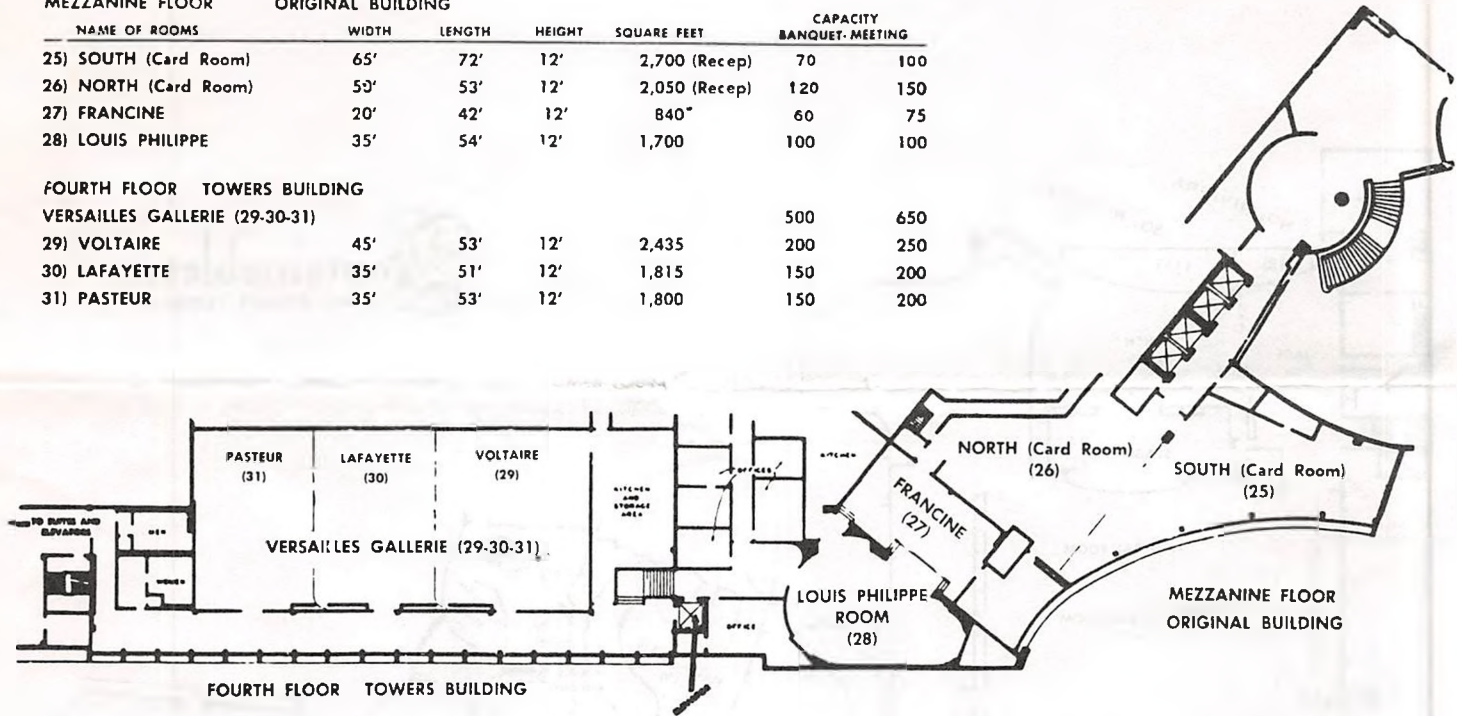 MEZZANINE FLOOR ORIGINAL BUILDING
CAPACITY
NAME OF ROOMS WIDTH LENGTH HEIGHT SQUARE FEET BANQUET- MEETING
25) SOUTH (Card Room) 65' 72' 12' 2,700 (Recep) 70 100
26) NORTH (Card Room) 50' 53' 12' 2,050 (Recep) 120 150
27) FRANCINE 20' 42' 12' 840 60 75
28) LOUIS PHILIPPE 35' 54' 12' 1,700 100 100
FOURTH FLOOR TOWERS BUILDING
VERSAILLES GALLERIE (29-30-31) 500 650
29) VOLTAIRE 45' 53' 12' 2,435 200 250
30) LAFAYETTE 35' 51' 12' 1,815 150 200
31) PASTEUR 35' 53' 12' 1,800 150 200
PASTEUR
(31)
LAFAYETTE
(30)
VOLTAIRE
(29)
VERSAILLES GALLERIE (29-30-31)
TO SUITES AND
ELEVATORS
MEN
WOMEN
KITCHEN
AND
STORAGE
AREA
OFFICES
KITCHEN
OFFICE
FRANCINE
(27)
LOUIS PHILIPPE
ROOM
(28)
NORTH (Card Room)
(26)
SOUTH (Card Room)
(25)
MEZZANINE FLOOR
ORIGINAL BUILDING
FOURTH FLOOR TOWERS BUILDING